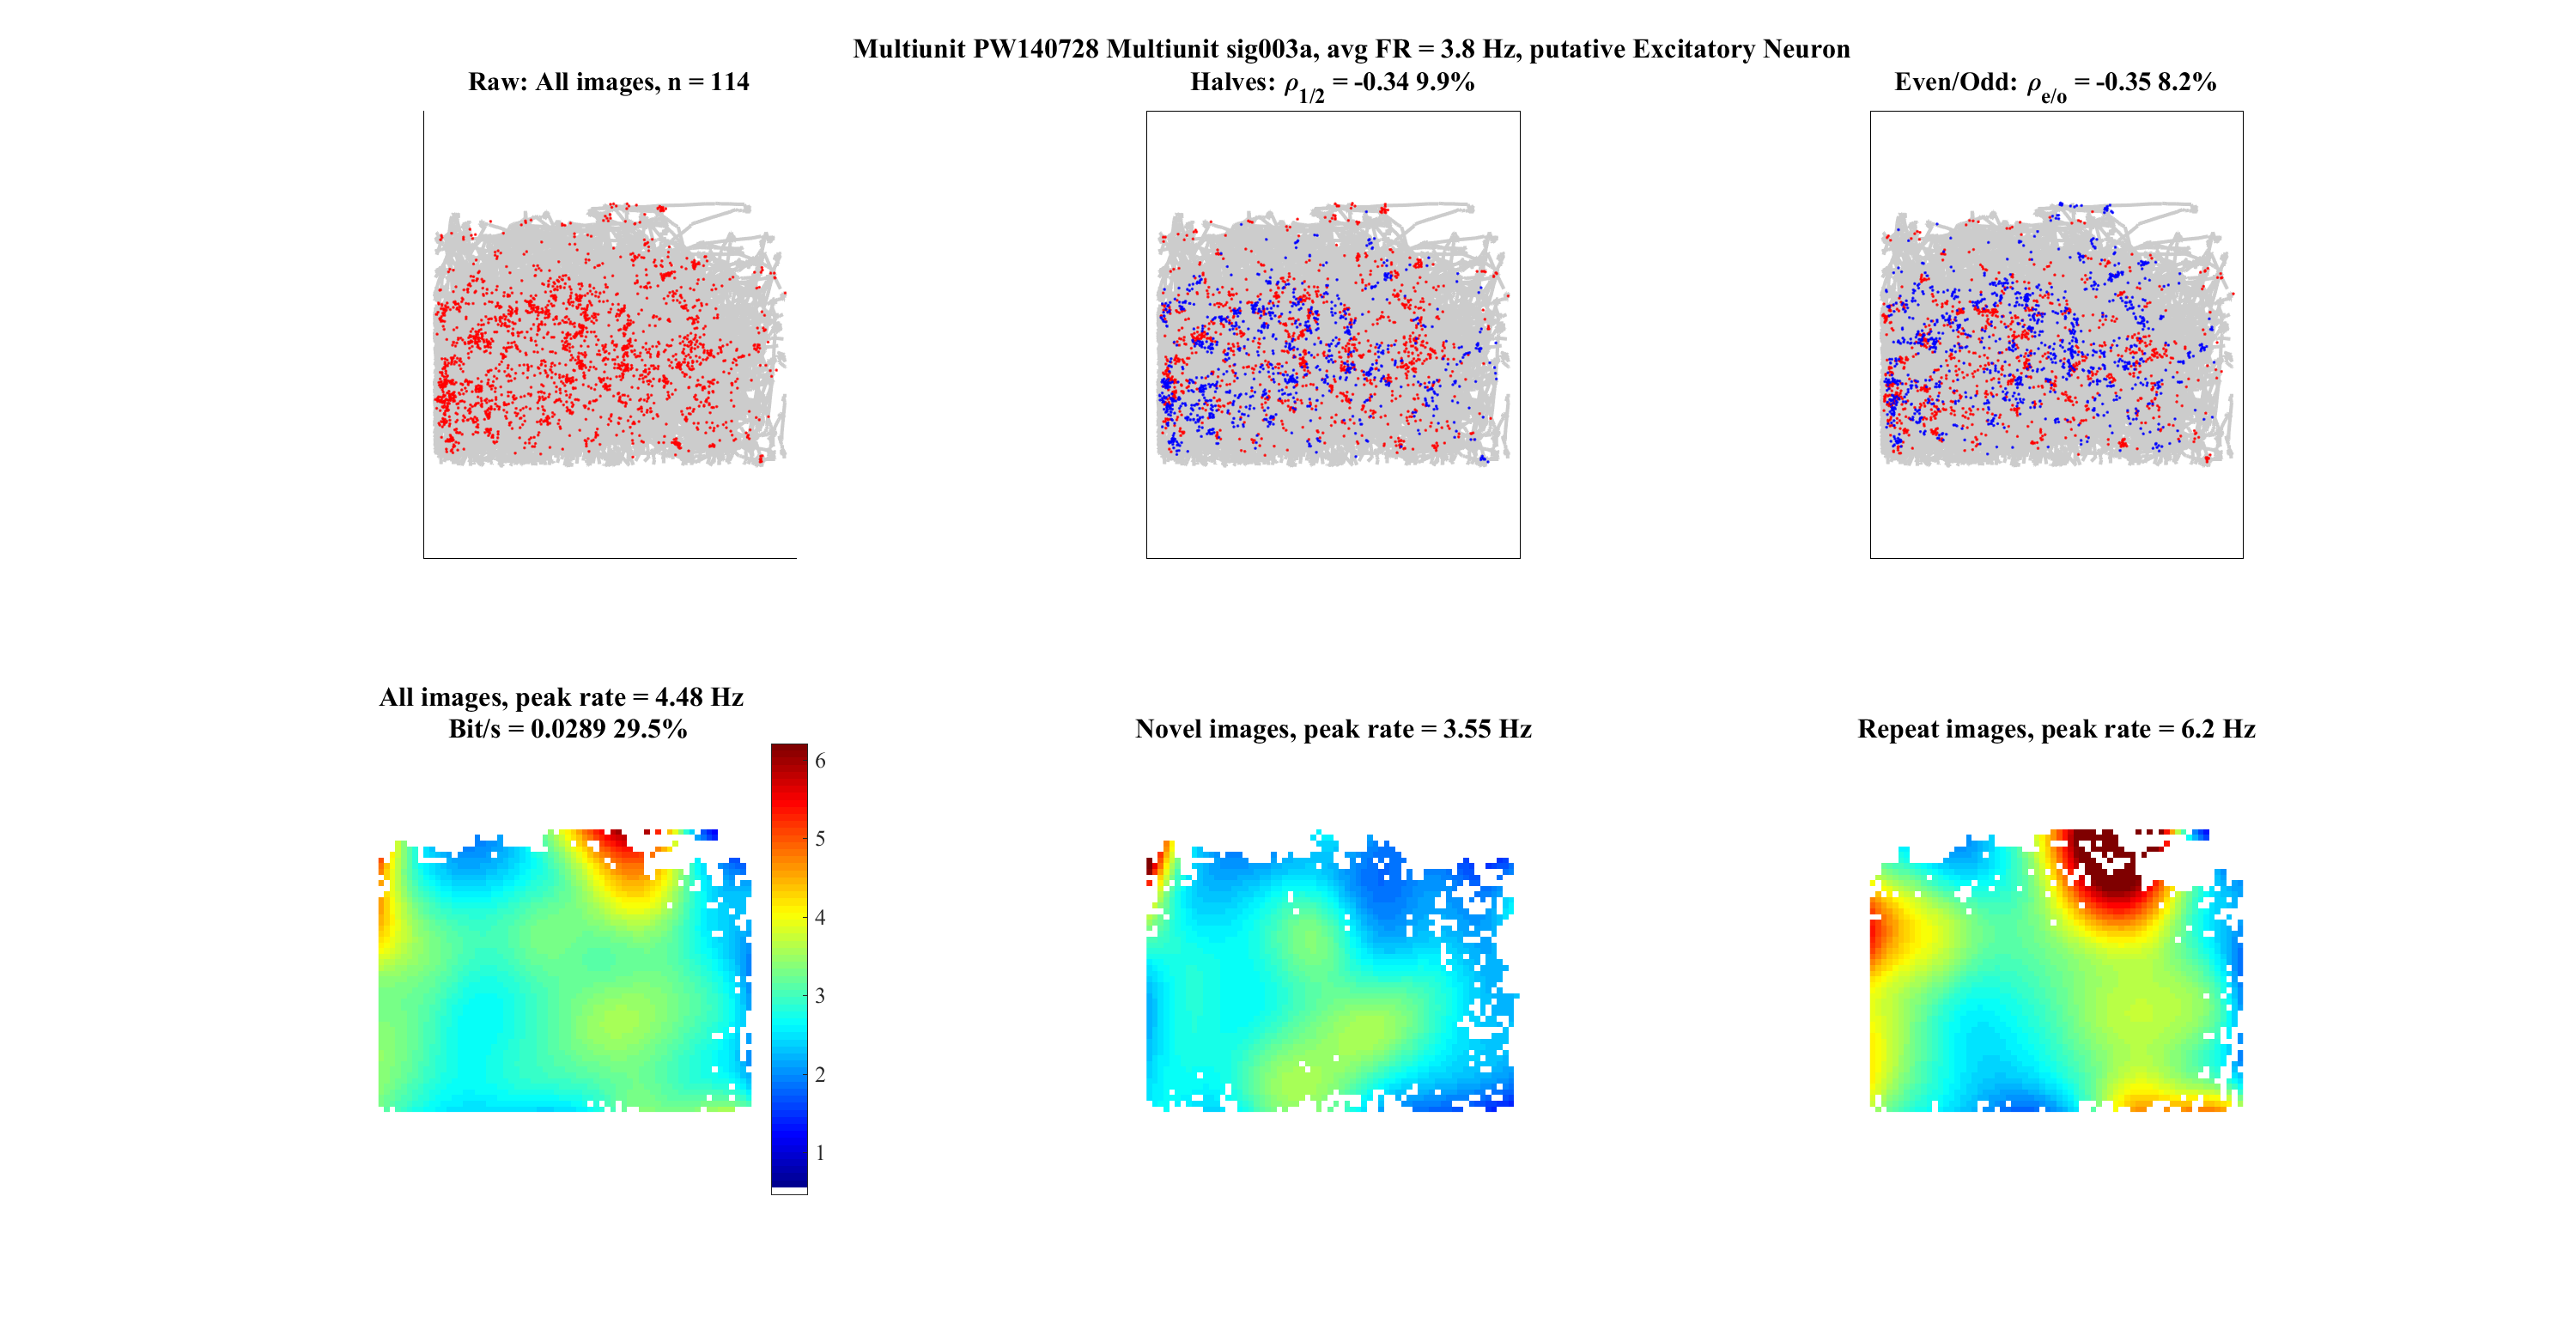 Multiunit PW140728 Multiunit sig003a, avg FR = 3.8 Hz, putative Excitatory Neuron
Raw: All images, n = 114
Halves: ρ1/2 = -0.34 9.9%
Even/Odd: ρe/o = -0.35 8.2%
All images, peak rate = 4.48 Hz
Bit/s = 0.0289 29.5%
Novel images, peak rate = 3.55 Hz
Repeat images, peak rate = 6.2 Hz
6
5
4
3
2
1